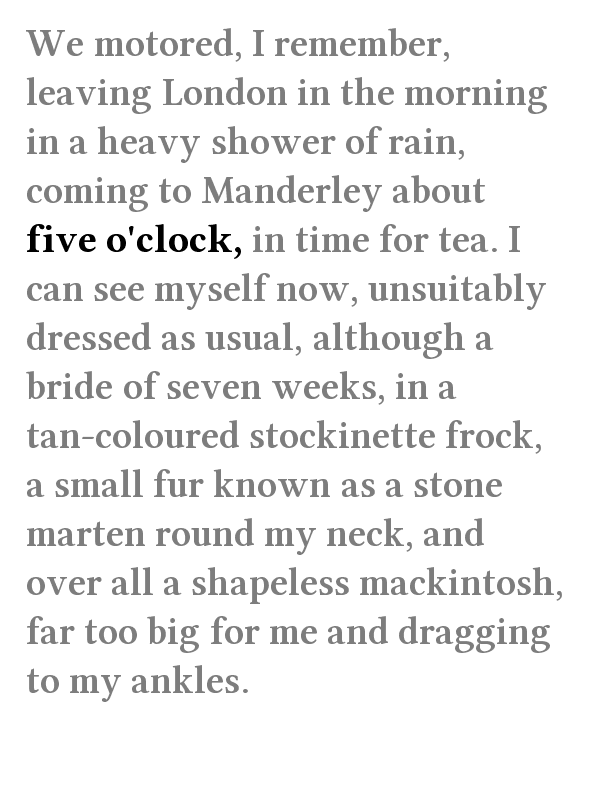 We motored, I remember,
leaving London in the morning
in a heavy shower of rain,
coming to Manderley about
five o'clock, in time for tea. I
can see myself now, unsuitably
dressed as usual, although a
bride of seven weeks, in a
tan-coloured stockinette frock,
a small fur known as a stone
marten round my neck, and
over all a shapeless mackintosh,
far too big for me and dragging
to my ankles.